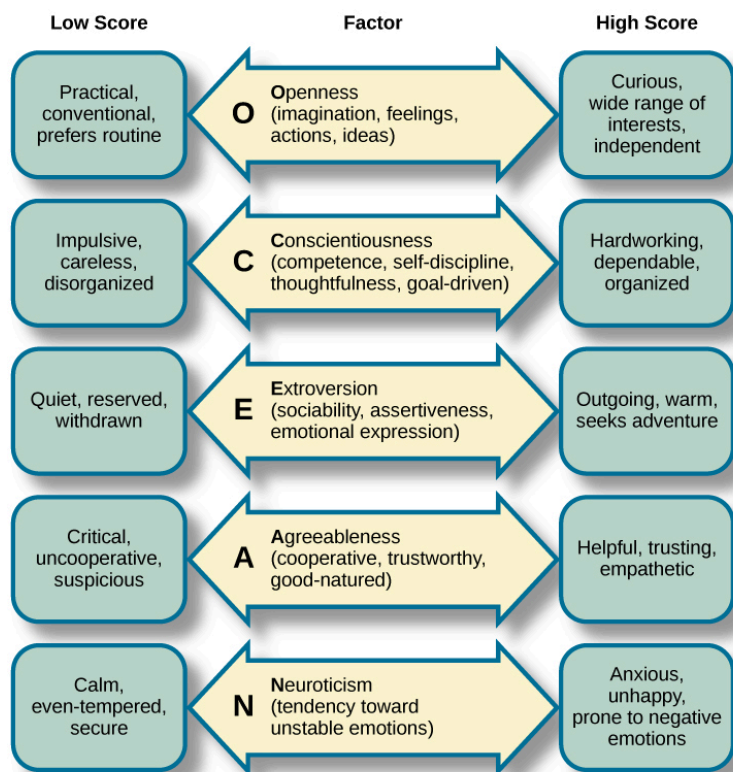 Low Score
Factor
High Score
Practical,
conventional,
prefers routine
O
Openness
(imagination, feelings,
actions, ideas)
Curious,
wide range of
interests,
independent
Impulsive,
careless,
disorganized
C
Conscientiousness
(competence, self-discipline,
thoughtfulness, goal-driven)
Hardworking,
dependable,
organized
Quiet, reserved,
withdrawn
E
Extroversion
(sociability, assertiveness,
emotional expression)
Outgoing, warm,
seeks adventure
Critical,
uncooperative,
suspicious
A
Agreeableness
(cooperative, trustworthy,
good-natured)
Helpful, trusting,
empathetic
Calm,
even-tempered,
secure
N
Neuroticism
(tendency toward
unstable emotions)
Anxious,
unhappy,
prone to negative
emotions